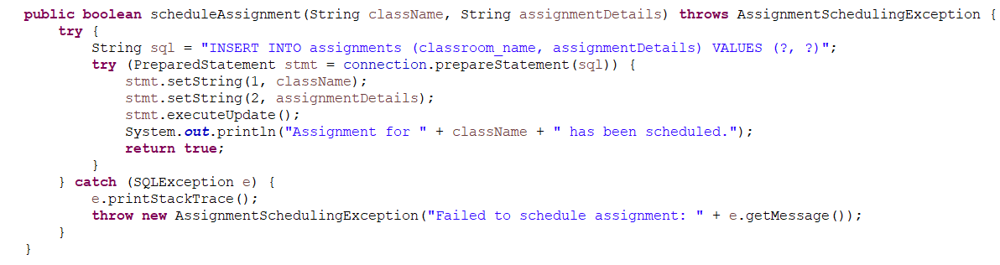 public boolean scheduleAssignment(String className, String assignmentDetails) throws AssignmentSchedulingException {
    try {
        String sql = "INSERT INTO assignments (classroom_name, assignmentDetails) VALUES (?, ?)";
        try (PreparedStatement stmt = connection.prepareStatement(sql)) {
            stmt.setString(1, className);
            stmt.setString(2, assignmentDetails);
            stmt.executeUpdate();
            System.out.println("Assignment for " + className + " has been scheduled.");
            return true;
        }
    } catch (SQLException e) {
        e.printStackTrace();
        throw new AssignmentSchedulingException("Failed to schedule assignment: " + e.getMessage());
    }
}